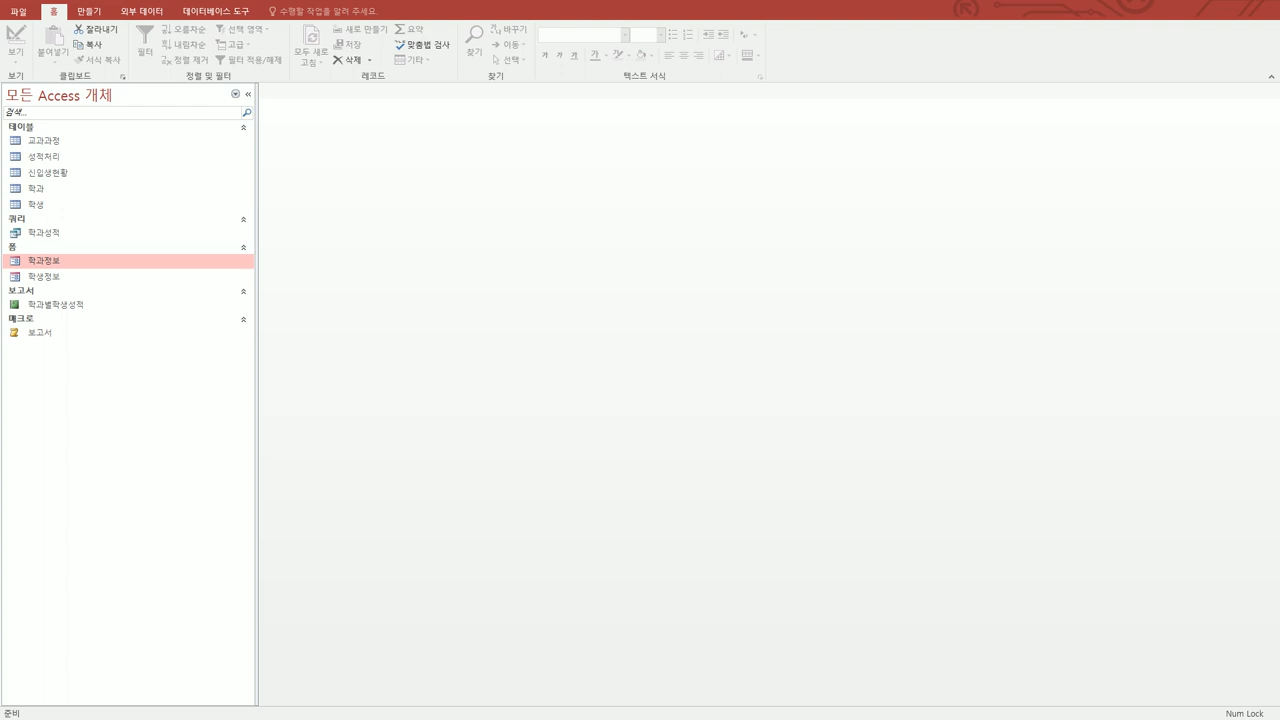 파일 홈 만들기 외부 데이터 데이터베이스 도구 수행할 작업을 알려 주세요.
보기
보기
붙여넣기
잘라내기
복사
서식 복사
클립보드
필터
오름차순
내림차순
정렬 제거
선택 영역
고급
필터 적용/해제
정렬 및 필터
모두 새로
고침
새로 만들기
저장
삭제
요약
맞춤법 검사
기타
레코드
찾기
바꾸기
이동
선택
찾기
가 가 가 가
텍스트 서식
모든 Access 개체
검색...
테이블
교과과정
성적처리
신입생현황
학과
학생
쿼리
학과성적
폼
학과정보
학생정보
보고서
학과별학생성적
매크로
보고서
준비
Num Lock